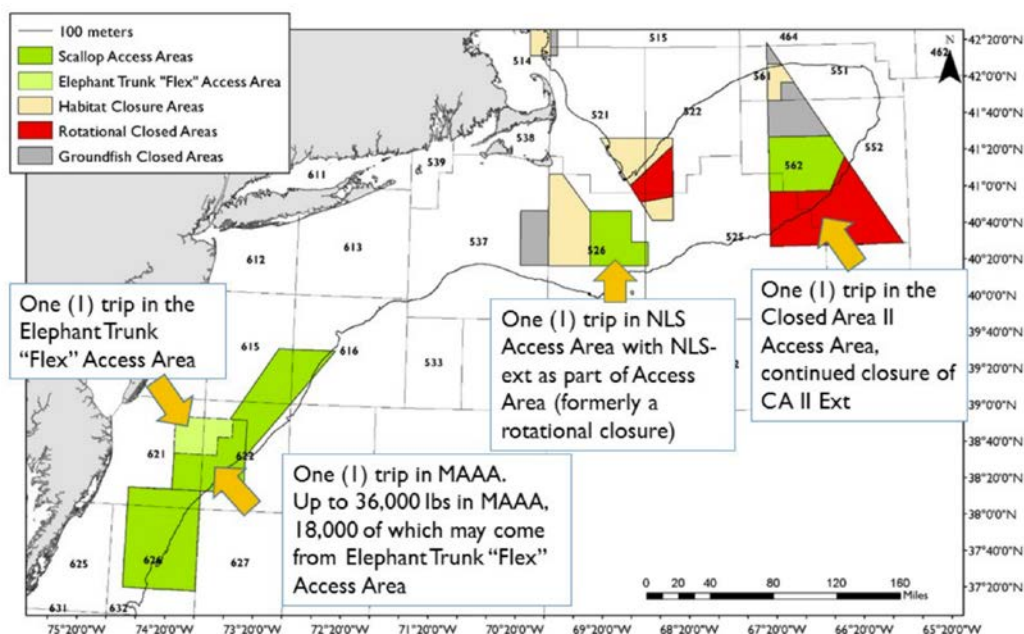 100 meters
Scallop Access Areas
Elephant Trunk "Flex" Access Area
Habitat Closure Areas
Rotational Closed Areas
Groundfish Closed Areas
515
464
462
N
42°20'0"N
514
561
551
42°0'0"N
521
522
41°40'0"N
538
552
539
562
41°20'0"N
611
41°0'0"N
613
537
526
525
40°40'0"N
612
40°20'0"N
One (1) trip in the
Elephant Trunk
"Flex" Access Area
One (1) trip in NLS
Access Area with NLS-
ext as part of Access
Area (formerly a
rotational closure)
One (1) trip in the
Closed Area II
Access Area,
continued closure of
CA II Ext
40°0'0"N
615
616
533
39°40'0"N
39°20'0"N
39°0'0"N
621
622
38°40'0"N
One (1) trip in MAAA.
Up to 36,000 lbs in MAAA,
18,000 of which may come
from Elephant Trunk "Flex"
Access Area
38°20'0"N
38°0'0"N
625
626
627
37°40'0"N
37°20'0"N
0 10 20 40 80 120 160
Miles
631
632
75°20'0"W 74°20'0"W 73°20'0"W 72°20'0"W 71°20'0"W 70°20'0"W 69°20'0"W 68°20'0"W 67°20'0"W 66°20'0"W 65°20'0"W